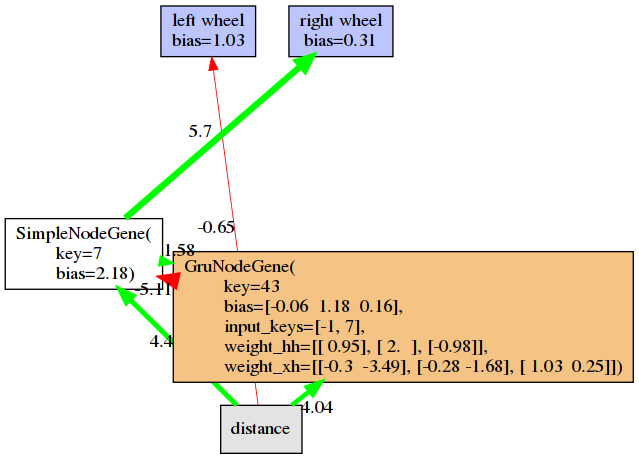 left wheel
bias=1.03
right wheel
bias=0.31
5.7
-0.65
SimpleNodeGene(
key=7
bias=2.18)
1.58
-5.11
GruNodeGene(
key=43
bias=[-0.06 1.18 0.16],
input_keys=[-1, 7],
weight_hh=[[ 0.95], [ 2. ], [-0.98]],
weight_xh=[[-0.3 -3.49], [-0.28 -1.68], [ 1.03 0.25]])
4.04
distance